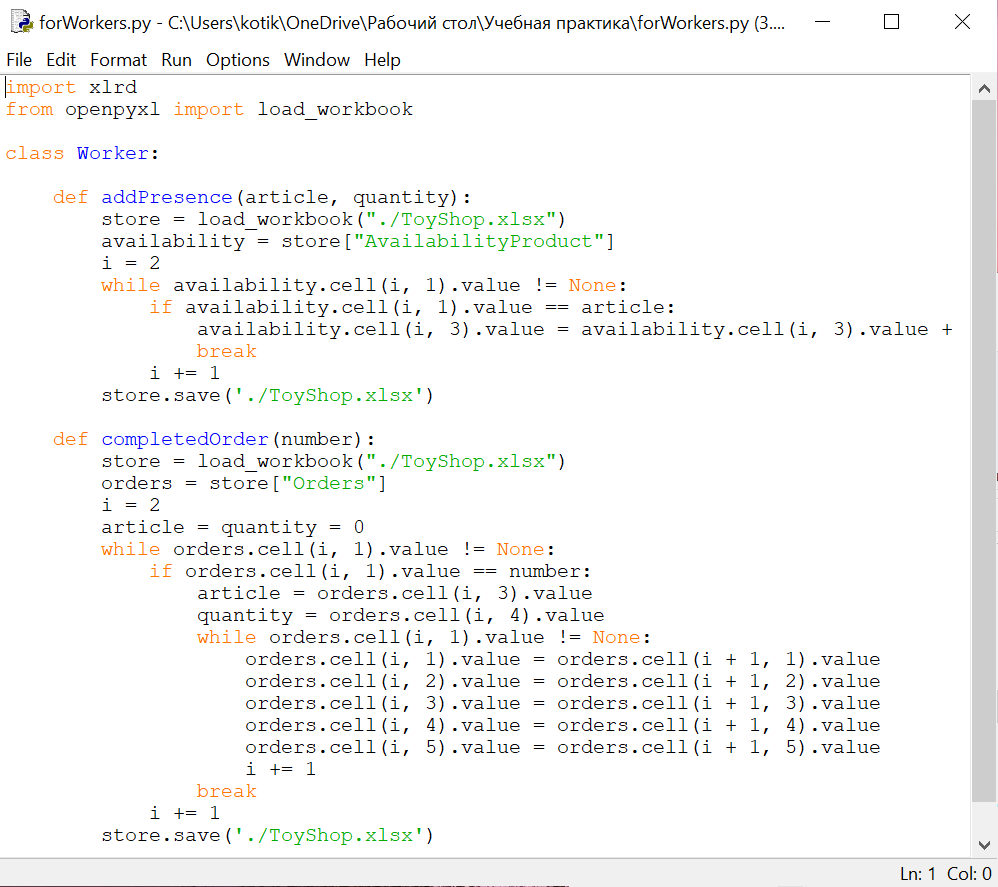 forWorkers.py - C:\Users\kotik\OneDrive\Рабочий стол\Учебная практика\forWorkers.py (3....
File Edit Format Run Options Window Help
import xlrd
from openpyxl import load_workbook

class Worker:

    def addPresence(article, quantity):
        store = load_workbook("./ToyShop.xlsx")
        availability = store["AvailabilityProduct"]
        i = 2
        while availability.cell(i, 1).value != None:
            if availability.cell(i, 1).value == article:
                availability.cell(i, 3).value = availability.cell(i, 3).value +
                break
            i += 1
        store.save('./ToyShop.xlsx')

    def completedOrder(number):
        store = load_workbook("./ToyShop.xlsx")
        orders = store["Orders"]
        i = 2
        article = quantity = 0
        while orders.cell(i, 1).value != None:
            if orders.cell(i, 1).value == number:
                article = orders.cell(i, 3).value
                quantity = orders.cell(i, 4).value
                while orders.cell(i, 1).value != None:
                    orders.cell(i, 1).value = orders.cell(i + 1, 1).value
                    orders.cell(i, 2).value = orders.cell(i + 1, 2).value
                    orders.cell(i, 3).value = orders.cell(i + 1, 3).value
                    orders.cell(i, 4).value = orders.cell(i + 1, 4).value
                    orders.cell(i, 5).value = orders.cell(i + 1, 5).value
                    i += 1
                break
            i += 1
        store.save('./ToyShop.xlsx')
Ln: 1 Col: 0